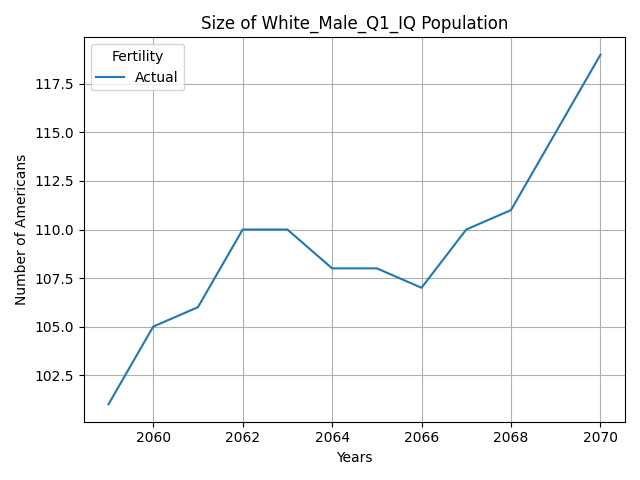 Size of White_Male_Q1_IQ Population
Fertility
Actual
117.5
115.0
112.5
110.0
107.5
105.0
102.5
Number of Americans
2060
2062
2064
2066
2068
2070
Years